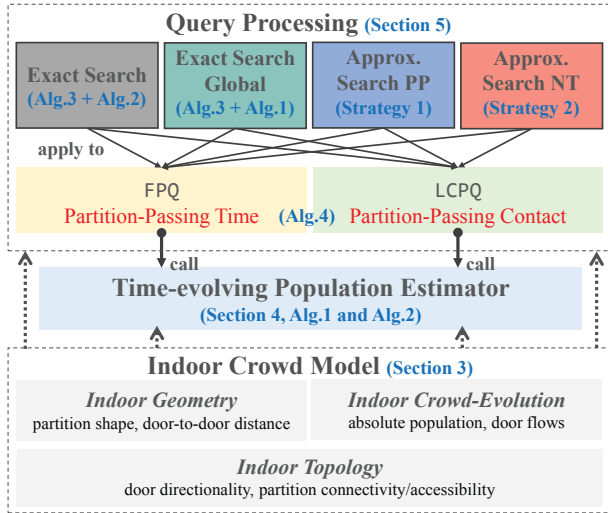 Query Processing (Section 5)
Exact Search
(Alg.3 + Alg.2)
Exact Search
Global
(Alg.3 + Alg.1)
Approx.
Search PP
(Strategy 1)
Approx.
Search NT
(Strategy 2)
apply to
FPQ
Partition-Passing Time
(Alg.4)
LCPQ
Partition-Passing Contact
call
call
Time-evolving Population Estimator
(Section 4, Alg.1 and Alg.2)
Indoor Crowd Model (Section 3)
Indoor Geometry
partition shape, door-to-door distance
Indoor Crowd-Evolution
absolute population, door flows
Indoor Topology
door directionality, partition connectivity/accessibility